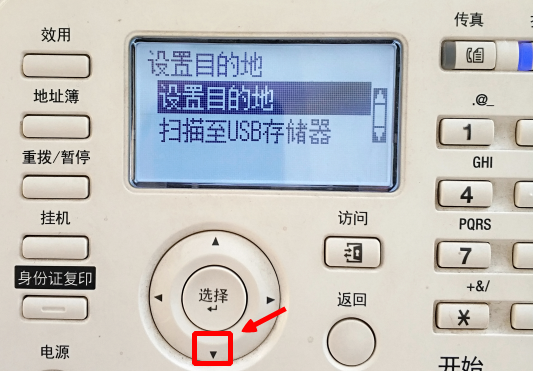 效用
地址簿
重拨/暂停
挂机
身份证复印
电源
设置目的地
设置目的地
扫描至USB存储器
选择
访问
返回
传真
.@_
1
GHI
4
PQRS
7
+&/
*
开始